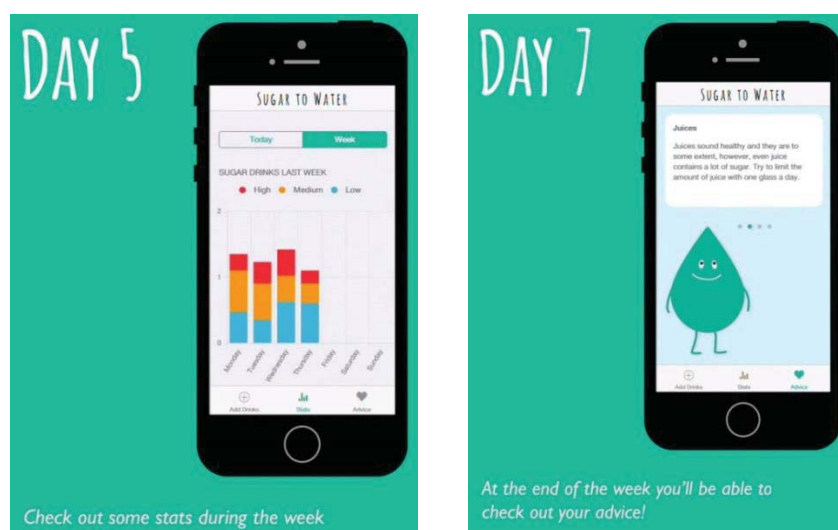 DAY 5
SUGAR TO WATER
Today Week
SUGAR DRINKS LAST WEEK
High Medium Low
2
1
0
Monday Tuesday Wednesday Thursday Friday Saturday Sunday
Add Drinks Stats Advice
Check out some stats during the week
DAY 7
SUGAR TO WATER
Juices
Juices sound healthy and they are to
some extent, however, even juice
contains a lot of sugar. Try to limit the
amount of juice with one glass a day.
Add Drinks Stats Advice
At the end of the week you'll be able to
check out your advice!